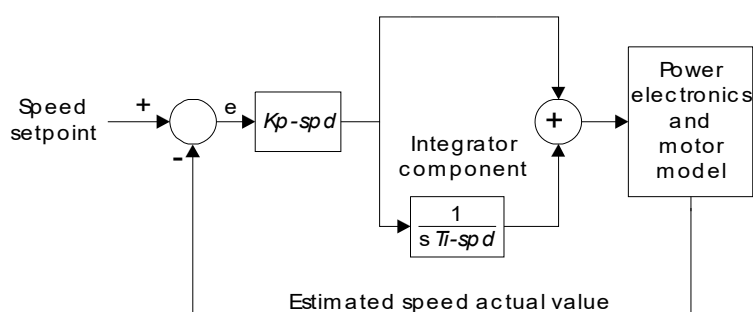 Speed
setpoint
+
-
e
Kp-spd
Integrator
component
1
s Ti-spd
+
Power
electronics
and
motor
model
Estimated speed actual value